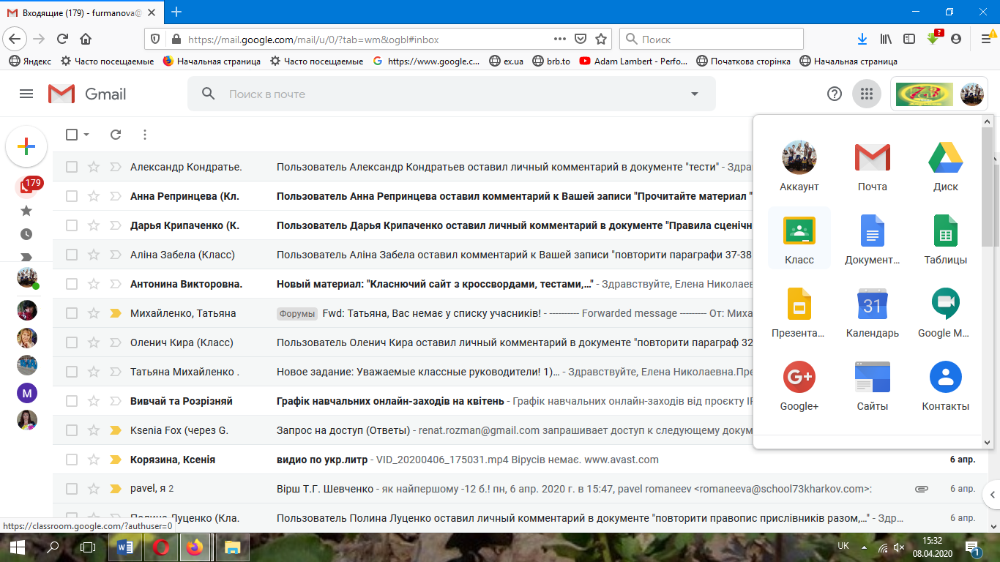 Входящие (179) - furmanova@
https://mail.google.com/mail/u/0/?tab=wm&ogbl#inbox
Поиск
Яндекс Часто посещаемые Начальная страница Часто посещаемые https://www.google.c... ex.ua brb.to Adam Lambert - Perfo... Початкова сторінка Начальная страница
Gmail
Поиск в почте
73
179
Александр Кондратье. Пользователь Александр Кондратьев оставил личный комментарий в документе "тести" - Здра
Анна Репринцева (Кл. Пользователь Анна Репринцева оставил комментарий к Вашей записи "Прочитайте материал "
Дарья Крипаченко (К. Пользователь Дарья Крипаченко оставил личный комментарий в документе "Правила сценічн
Аліна Забела (Класс) Пользователь Аліна Забела оставил комментарий к Вашей записи "повторити параграфи 37-38
Антонина Викторовна. Новый материал: "Класнючий сайт з кроссвордами, тестами,..." - Здравствуйте, Елена Николаев
Михайленко, Татьяна Форумы Fwd: Татьяна, Вас немає у списку учасників! - ---------- Forwarded message --------- От: Миха
Оленич Кира (Класс) Пользователь Оленич Кира оставил личный комментарий в документе "повторити параграф 32
Татьяна Михайленко . Новое задание: Уважаемые классные руководители! 1)... - Здравствуйте, Елена Николаевна.Пре
Вивчай та Розрізняй Графік навчальних онлайн-заходів на квітень - Графік навчальних онлайн-заходів від проєкту IF
Ksenia Fox (через G. Запрос на доступ (Ответы) - renat.rozman@gmail.com запрашивает доступ к следующему докум
Корязина, Ксенія видио по укр.литр - VID_20200406_175031.mp4 Вірусів немає. www.avast.com 6 апр.
pavel, я 2 Вірш Т.Г. Шевченко - як найпершому -12 б.! пн, 6 апр. 2020 г. в 15:47, pavel romaneev <romaneeva@school73kharkov.com>: 6 апр.
Полина Луценко (Кла. Пользователь Полина Луценко оставил личный комментарий в документе "повторити правопис прислівників разом,..." - Здр... 6 апр.
M
Аккаунт Почта Диск
Класс Документ... Таблицы
31
Презента... Календарь Google M...
G+
Google+ Сайты Контакты
https://classroom.google.com/?authuser=0
UK
15:32
08.04.2020
1